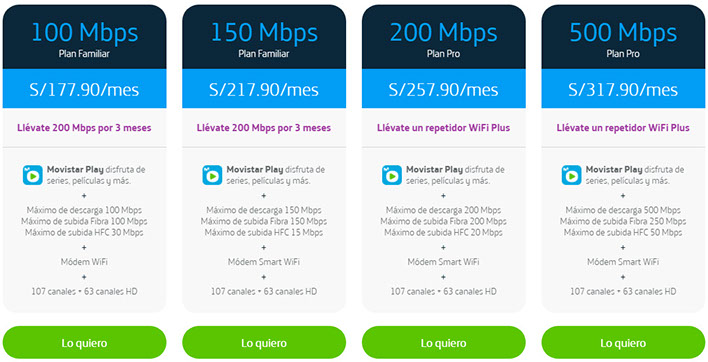 100 Mbps
Plan Familiar
S/177.90/mes
Llévate 200 Mbps por 3 meses
Movistar Play disfruta de
series, películas y más.
+
Máximo de descarga 100 Mbps
Máximo de subida Fibra 100 Mbps
Máximo de subida HFC 30 Mbps
+
Módem WiFi
+
107 canales + 63 canales HD
Lo quiero
150 Mbps
Plan Familiar
S/217.90/mes
Llévate 200 Mbps por 3 meses
Movistar Play disfruta de
series, películas y más.
+
Máximo de descarga 150 Mbps
Máximo de subida Fibra 150 Mbps
Máximo de subida HFC 15 Mbps
+
Módem Smart WiFi
+
107 canales + 63 canales HD
Lo quiero
200 Mbps
Plan Pro
S/257.90/mes
Llévate un repetidor WiFi Plus
Movistar Play disfruta de
series, películas y más.
+
Máximo de descarga 200 Mbps
Máximo de subida Fibra 200 Mbps
Máximo de subida HFC 20 Mbps
+
Módem Smart WiFi
+
107 canales + 63 canales HD
Lo quiero
500 Mbps
Plan Pro
S/317.90/mes
Llévate un repetidor WiFi Plus
Movistar Play disfruta de
series, películas y más.
+
Máximo de descarga 500 Mbps
Máximo de subida Fibra 250 Mbps
Máximo de subida HFC 50 Mbps
+
Módem Smart WiFi
+
107 canales + 63 canales HD
Lo quiero